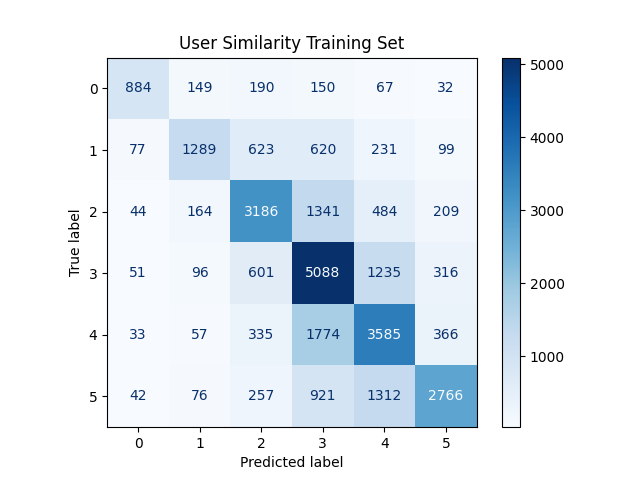 User Similarity Training Set
0 884 149 190 150 67 32
1 77 1289 623 620 231 99
2 44 164 3186 1341 484 209
3 51 96 601 5088 1235 316
4 33 57 335 1774 3585 366
5 42 76 257 921 1312 2766
0 1 2 3 4 5
Predicted label
True label
5000
4000
3000
2000
1000